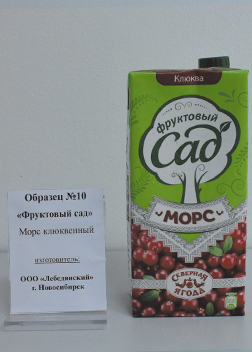 Образец №10
«Фруктовый сад»
Морс клюквенный
изготовитель:
ООО «Лебедянский»
г. Новосибирск
Клюква
фруктовый
Сад
МОРС
СЕВЕРНАЯ
ЯГОДА